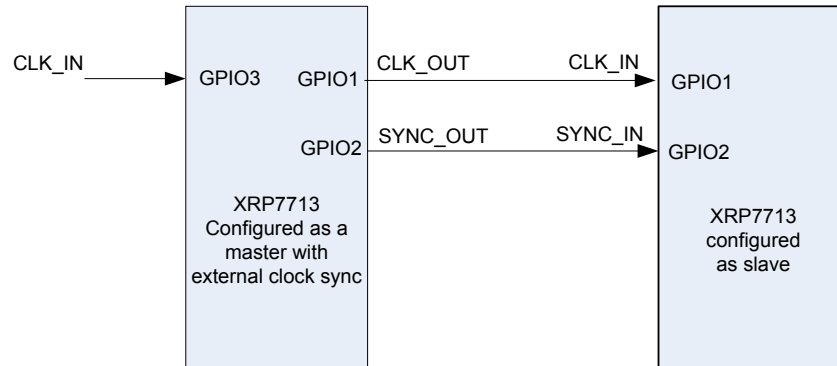 CLK_IN
GPIO3
GPIO1
CLK_OUT
CLK_IN
GPIO1
GPIO2
SYNC_OUT
SYNC_IN
GPIO2
XRP7713
Configured as a
master with
external clock sync
XRP7713
configured
as slave